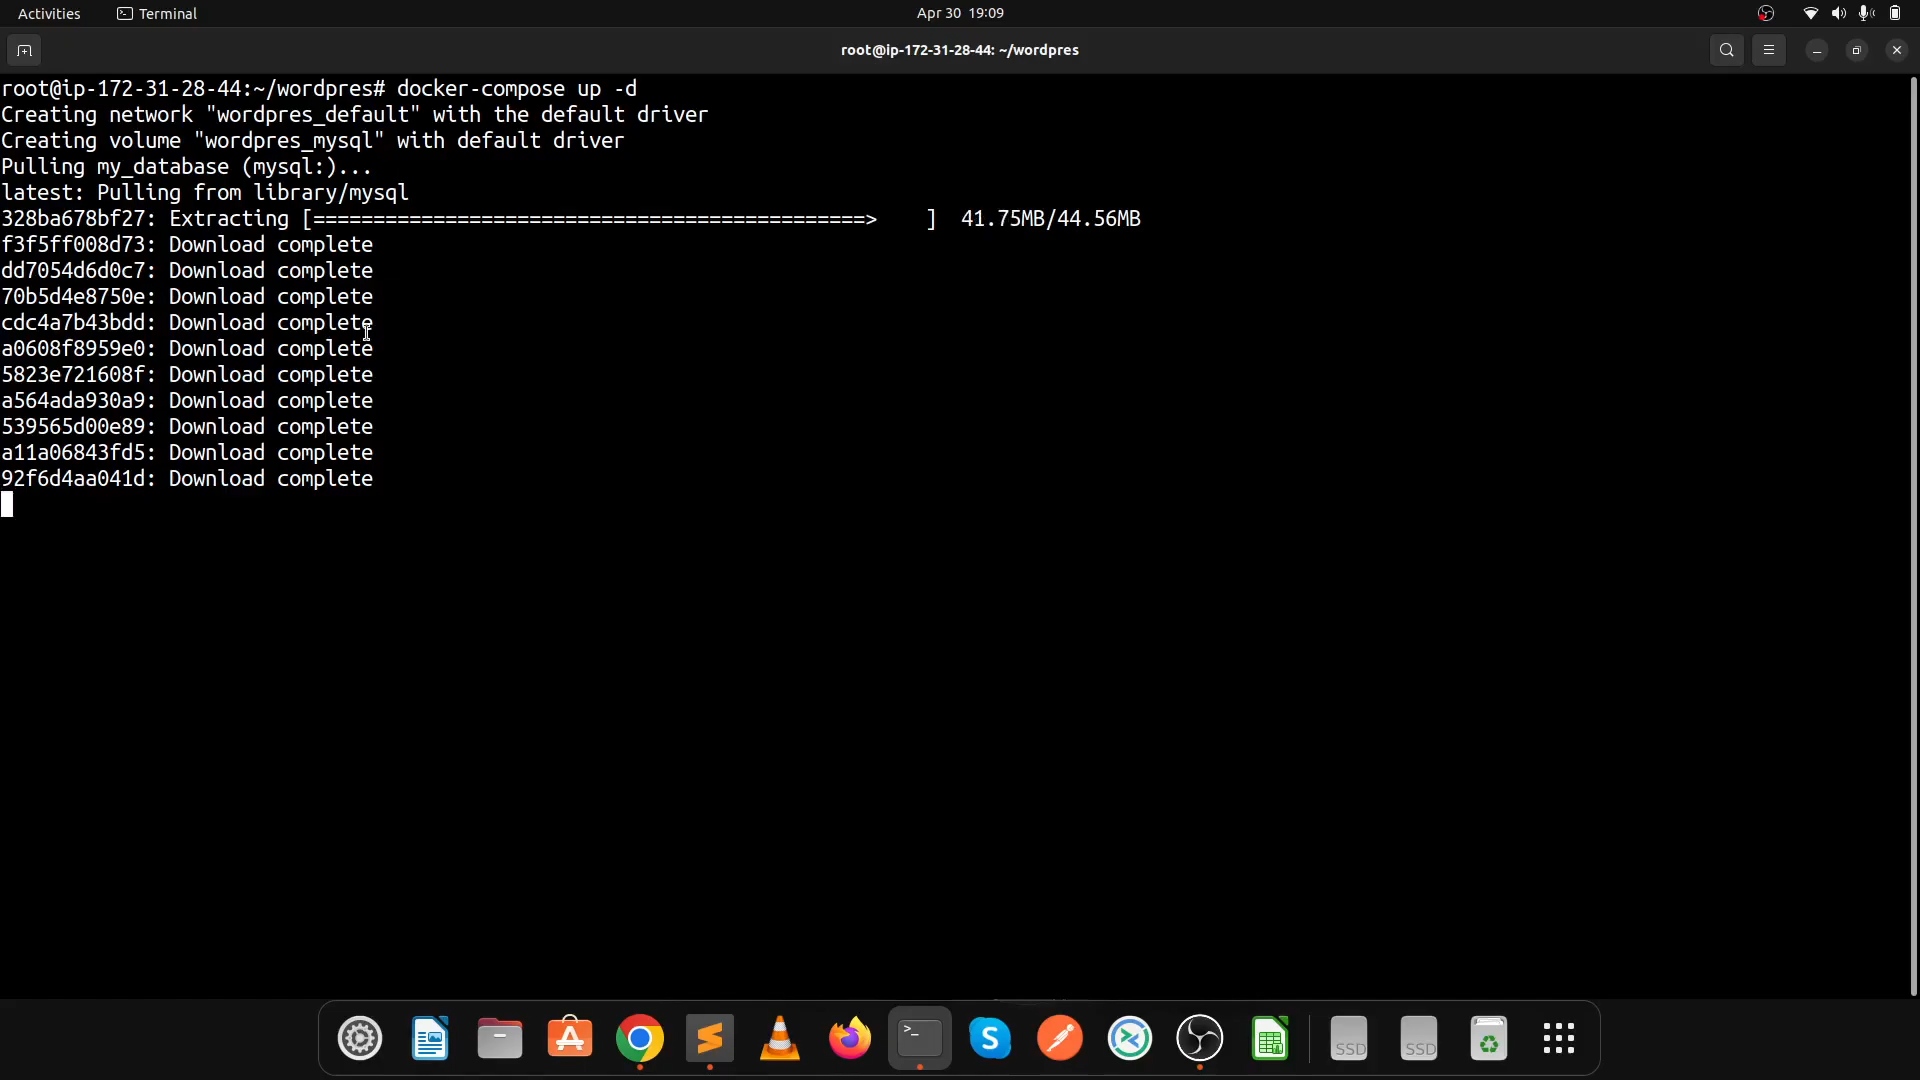 Activities
Terminal
Apr 30 19:09
root@ip-172-31-28-44: ~/wordpres
root@ip-172-31-28-44:~/wordpres# docker-compose up -d
Creating network "wordpres_default" with the default driver
Creating volume "wordpres_mysql" with default driver
Pulling my_database (mysql:)...
latest: Pulling from library/mysql
328ba678bf27: Extracting [==============================================>    ]  41.75MB/44.56MB
f3f5ff008d73: Download complete
dd7054d6d0c7: Download complete
70b5d4e8750e: Download complete
cdc4a7b43bdd: Download complete
a0608f8959e0: Download complete
5823e721608f: Download complete
a564ada930a9: Download complete
539565d00e89: Download complete
a11a06843fd5: Download complete
92f6d4aa041d: Download complete
SSD
SSD